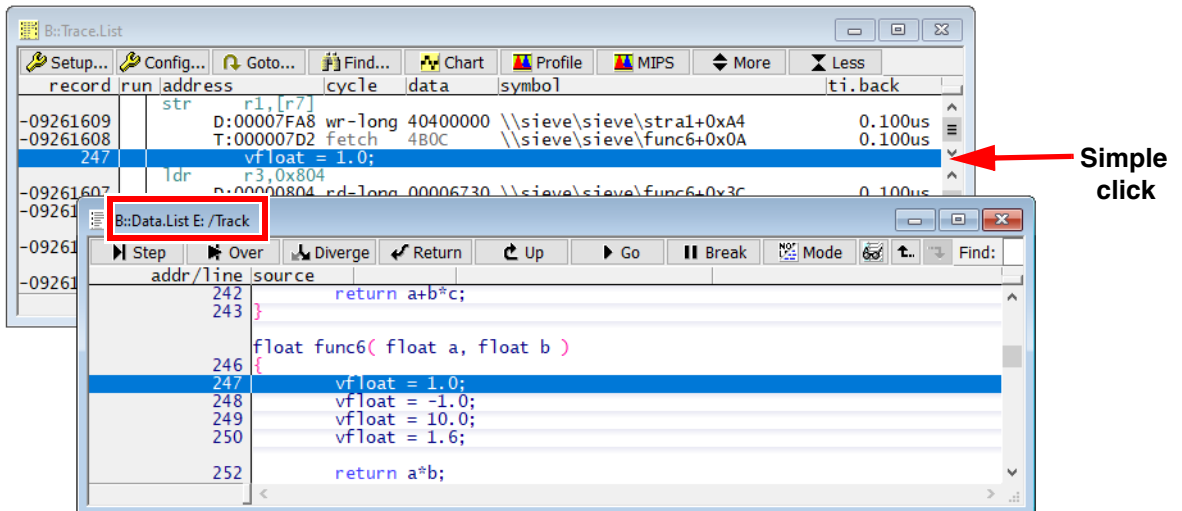 B::Trace.List
Setup... Config... Goto... Find... Chart Profile MIPS More Less
record run address cycle data symbol ti.back
str r1,[r7]
-09261609 D:00007FA8 wr-long 40400000 \\sieve\sieve\stra1+0xA4 0.100us
-09261608 T:000007D2 fetch 4B0C \\sieve\sieve\func6+0x0A 0.100us
247 vfloat = 1.0;
ldr r3,0x804
-09261607 D:00000804 rd-long 00006730 \\sieve\sieve\func6+0x3C 0.100us
-09261
-09261
-09261
Simple
click
B::Data.List E: /Track
Step Over Diverge Return Up Go Break Mode Find:
addr/line source
242 return a+b*c;
243 }
float func6( float a, float b )
246 {
247 vfloat = 1.0;
248 vfloat = -1.0;
249 vfloat = 10.0;
250 vfloat = 1.6;
252 return a*b;